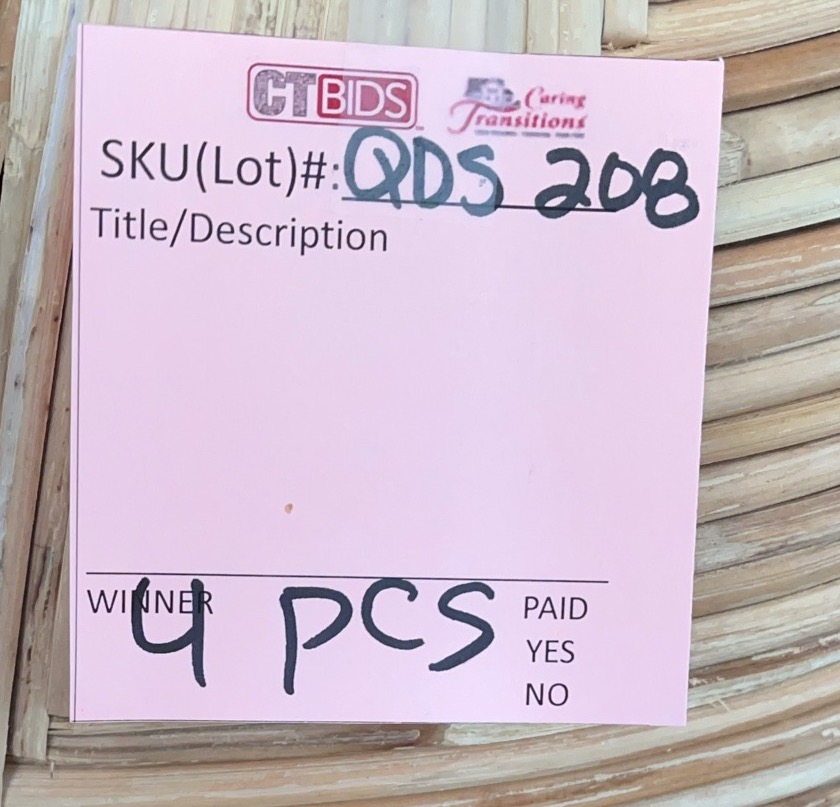 CTBIDS Caring Transitions
SKU(Lot)#: QDS 208
Title/Description
WINNER 4 PCS PAID
YES
NO